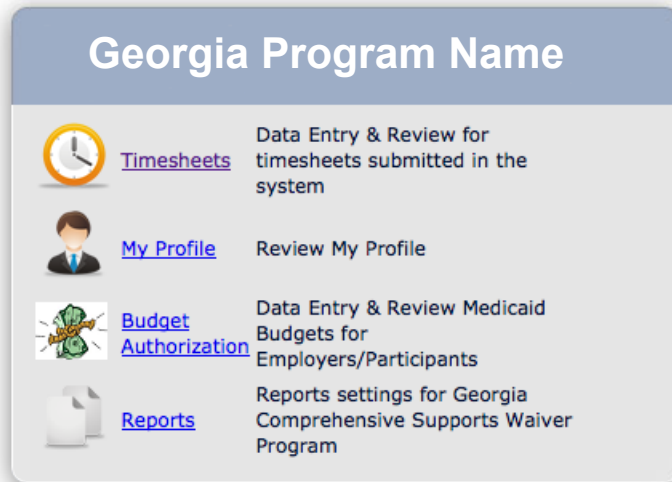 Georgia Program Name
Timesheets
Data Entry & Review for
timesheets submitted in the
system
My Profile
Review My Profile
Budget
Authorization
Data Entry & Review Medicaid
Budgets for
Employers/Participants
Reports
Reports settings for Georgia
Comprehensive Supports Waiver
Program